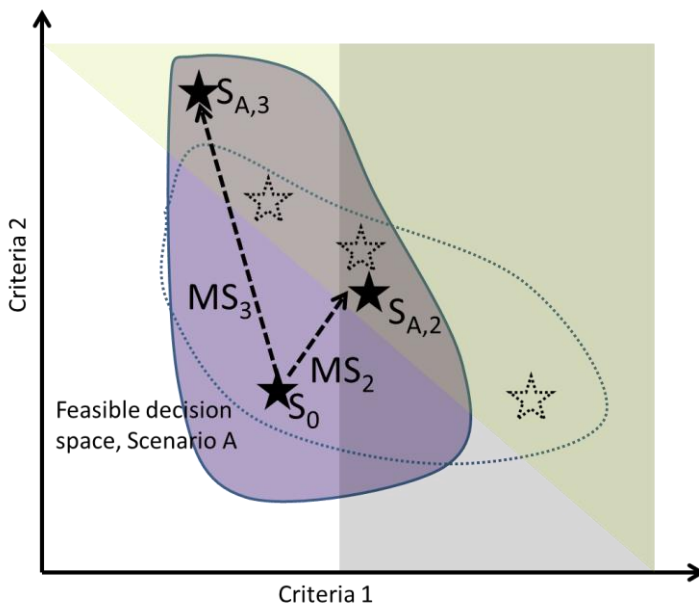 S_A,3
Criteria 2
MS_3
S_A,2
MS_2
S_0
Feasible decision
space, Scenario A
Criteria 1